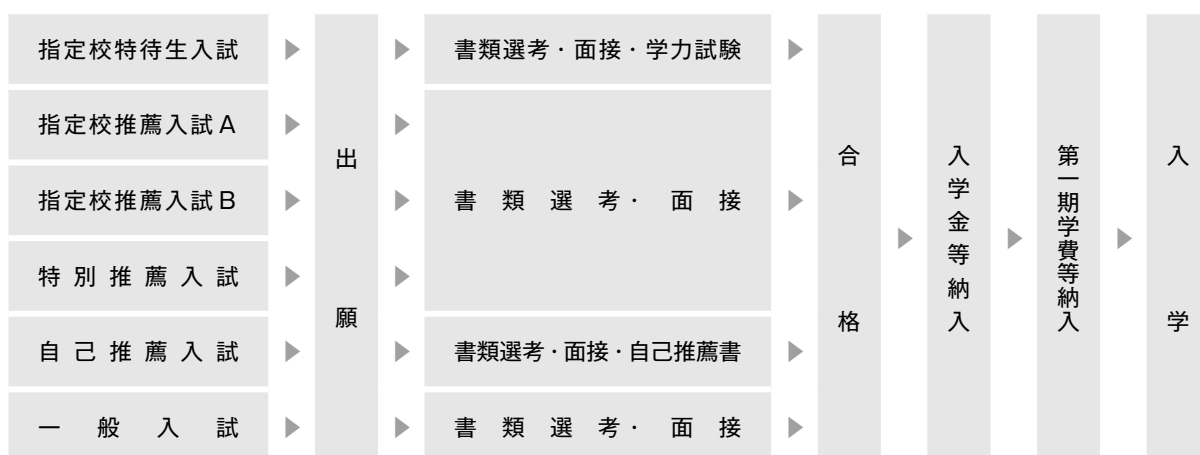 指定校特待生入試
指定校推薦入試A
指定校推薦入試B
特別推薦入試
自己推薦入試
一般入試
出願
書類選考・面接・学力試験
書類選考・面接
書類選考・面接・自己推薦書
書類選考・面接
合格
入学金等納入
第一期学費等納入
入学